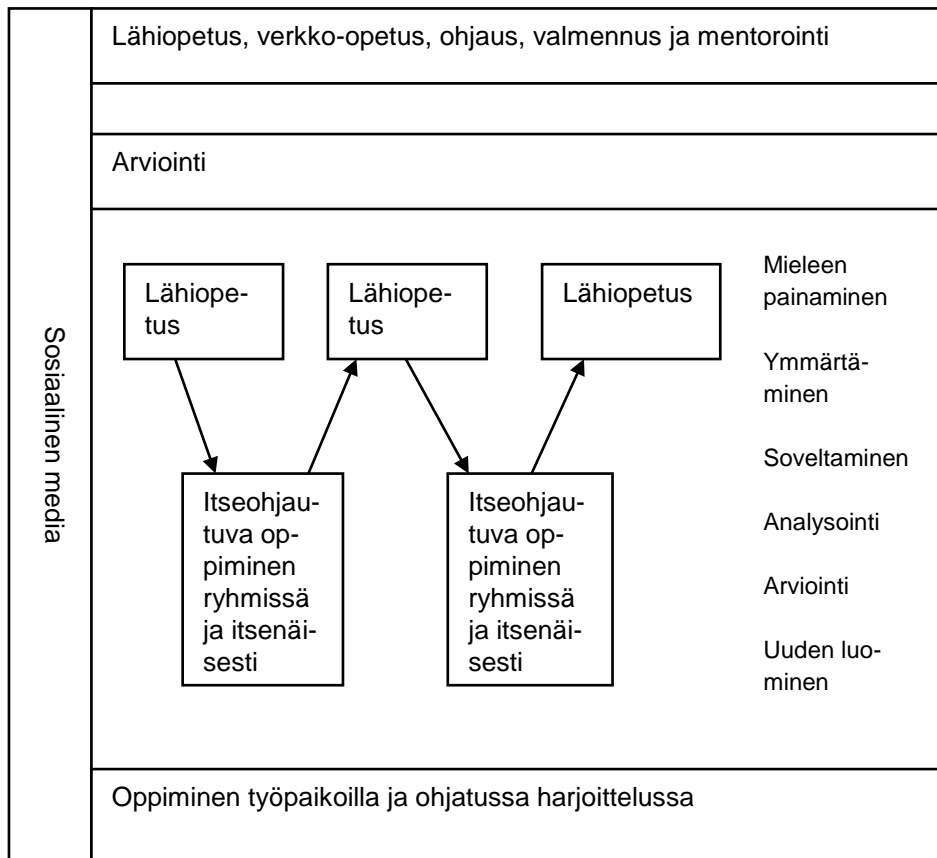 Lähiopetus, verkko-opetus, ohjaus, valmennus ja mentorointi
Arviointi
Sosiaalinen media
Lähiope-
tus
Lähiope-
tus
Lähiopetus
Itseohjau-
tuva op-
piminen
ryhmissä
ja itsenäi-
sesti
Itseohjau-
tuva op-
piminen
ryhmissä
ja itsenäi-
sesti
Mieleen
painaminen
Ymmärtä-
minen
Soveltaminen
Analysointi
Arviointi
Uuden luo-
minen
Oppiminen työpaikoilla ja ohjatussa harjoittelussa